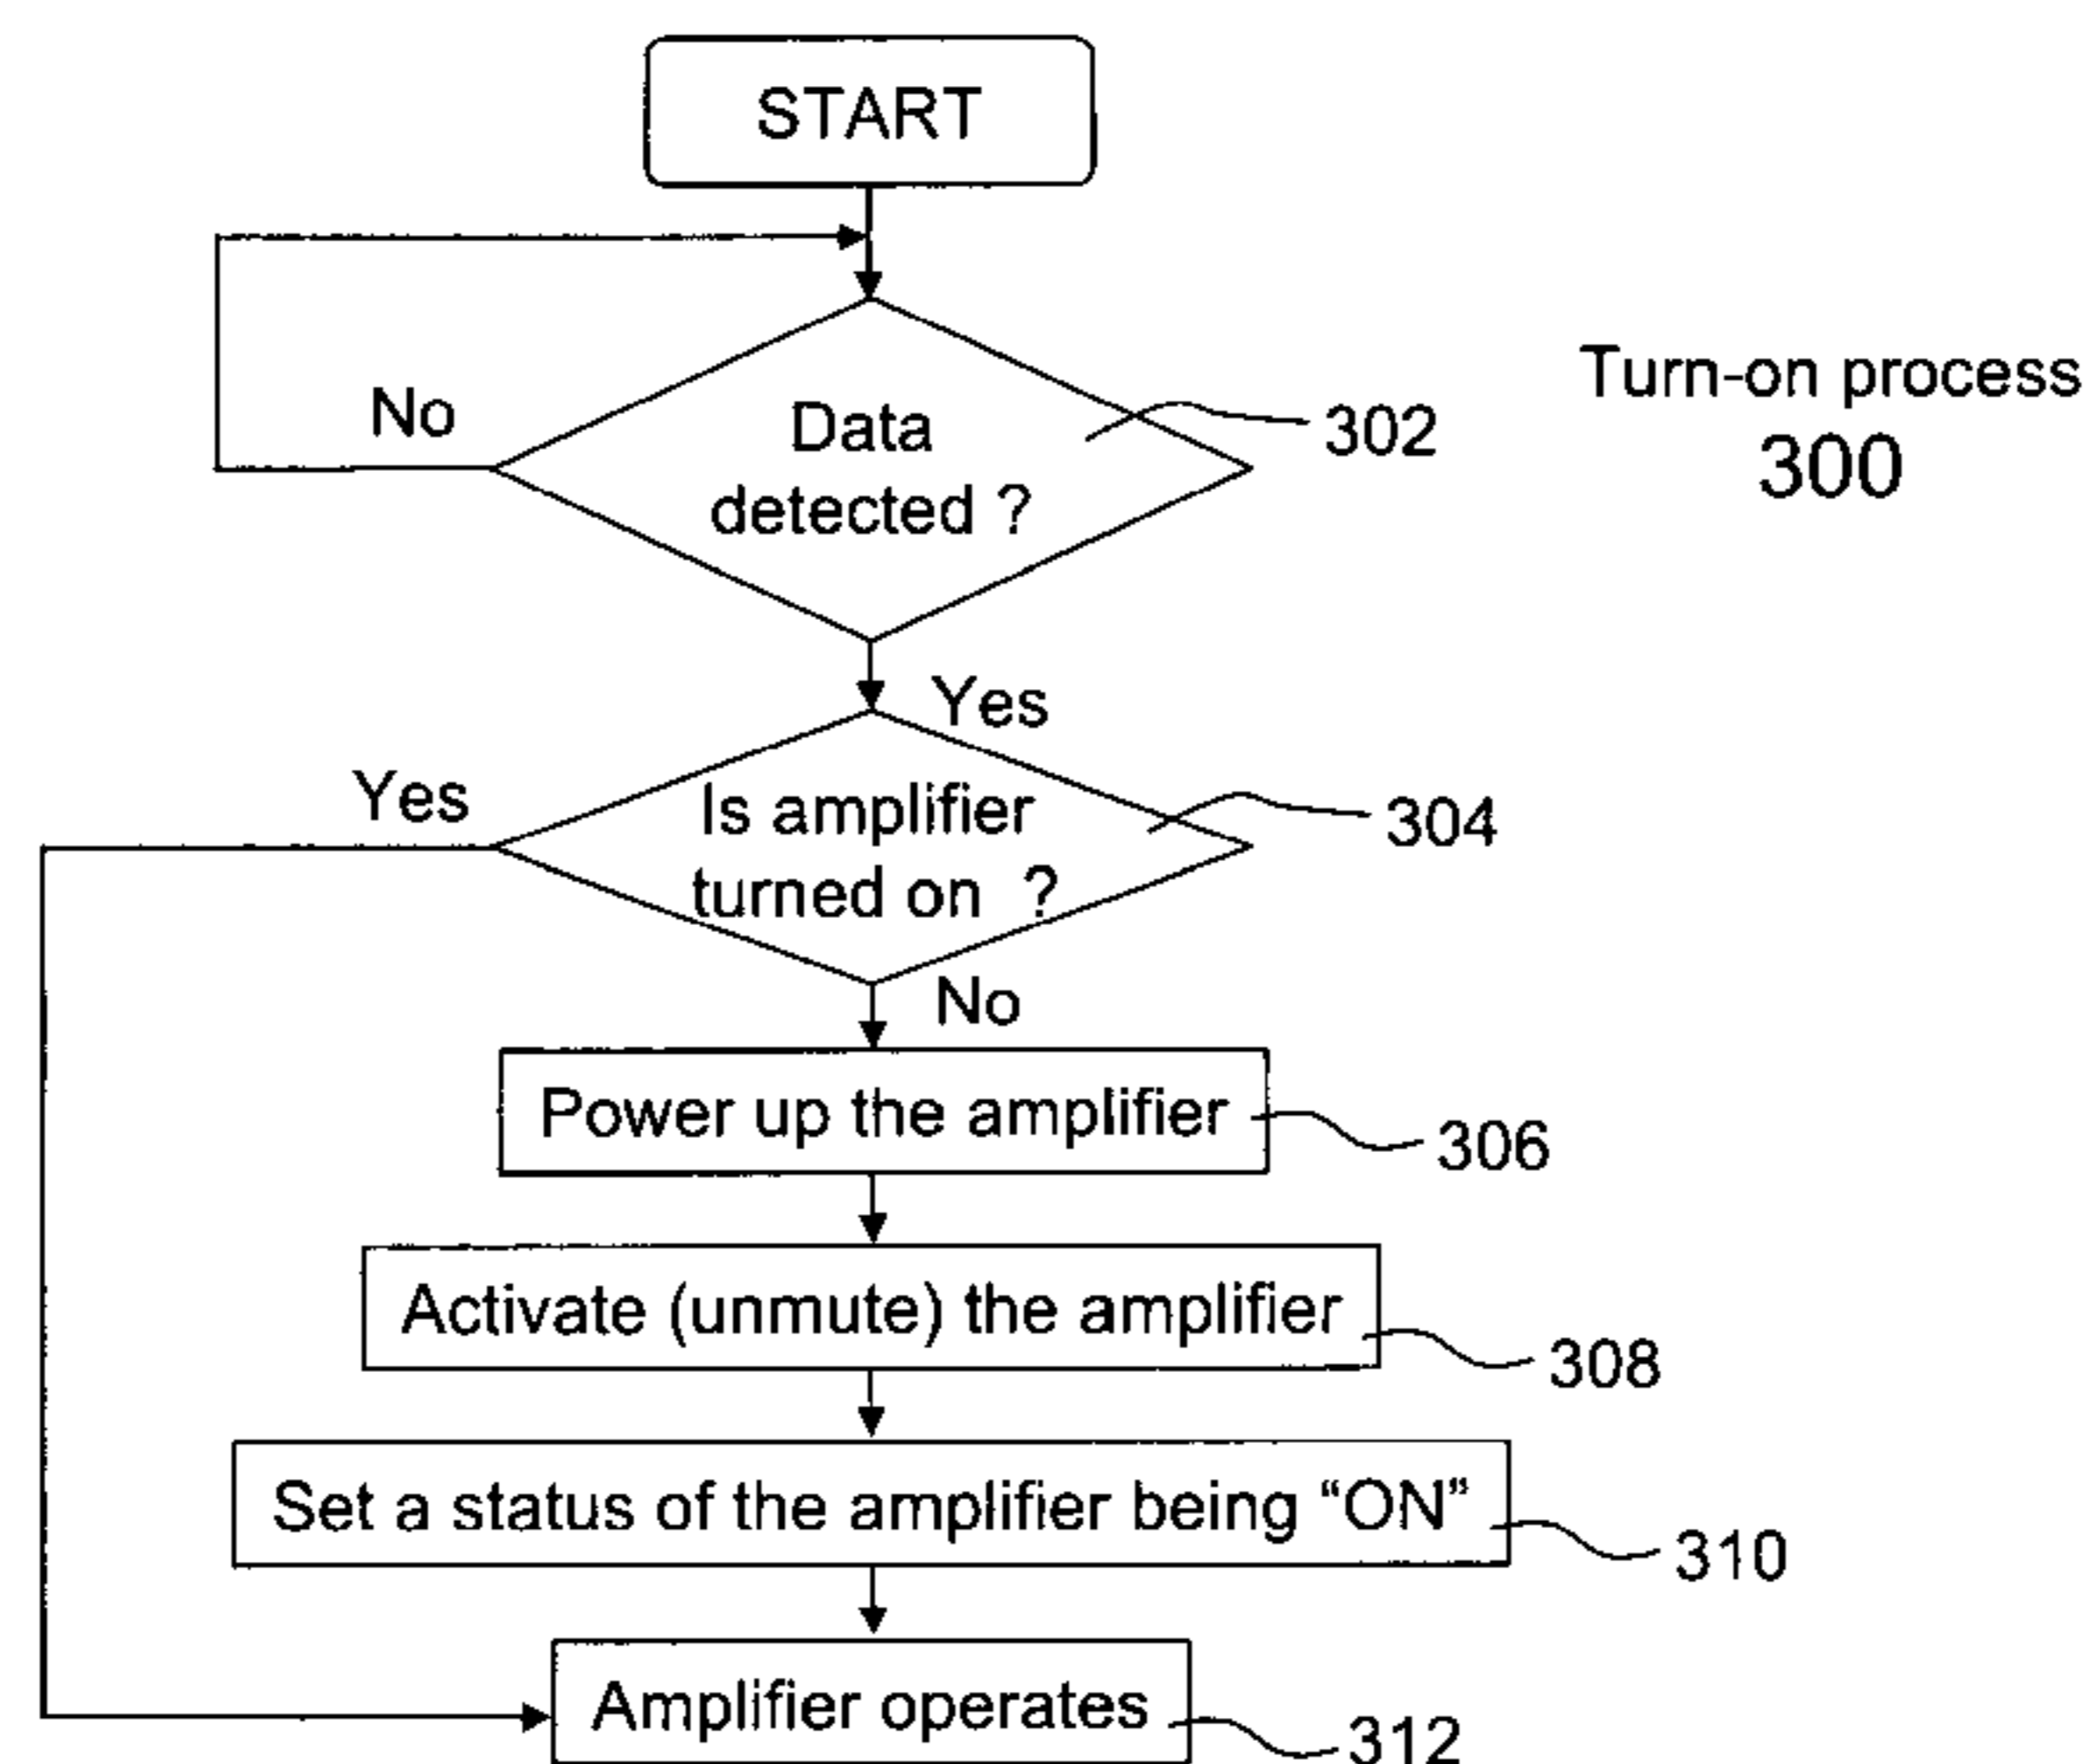 START
Turn-on process
300
No
Data
detected ?
302
Yes
Yes
Is amplifier
turned on ?
304
No
Power up the amplifier
306
Activate (unmute) the amplifier
308
Set a status of the amplifier being “ON”
310
Amplifier operates
312